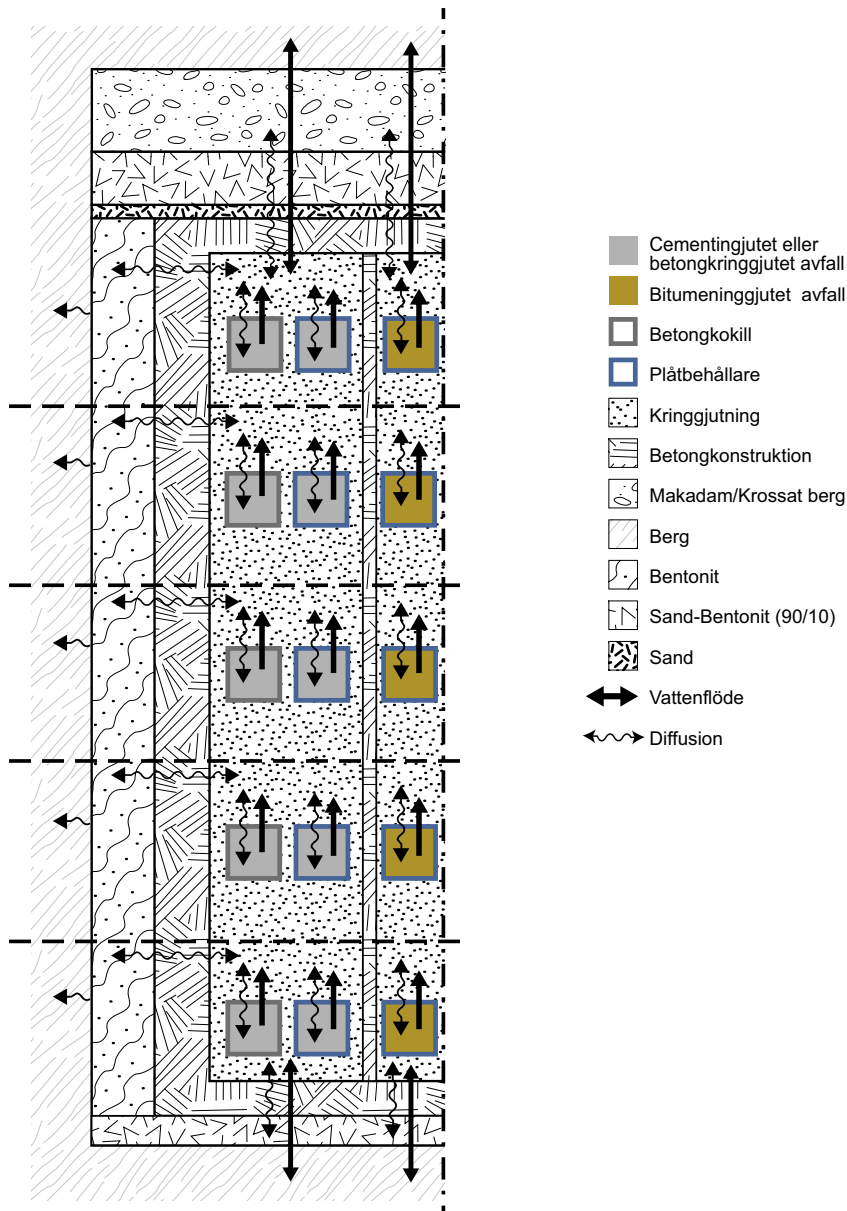 Cementingjutet eller
betongkringgjutet avfall
Bitumeninggjutet avfall
Betongkokill
Plåtbehållare
Kringgjutning
Betongkonstruktion
Makadam/Krossat berg
Berg
Bentonit
Sand-Bentonit (90/10)
Sand
Vattenflöde
Diffusion